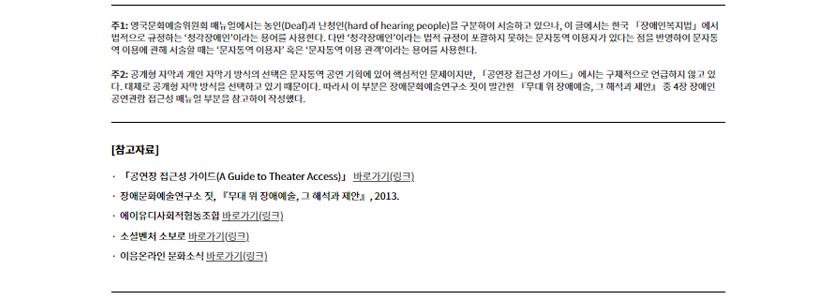 주1: 영국문화예술위원회 매뉴얼에서는 농인(Deaf)과 난청인(hard of hearing people)을 구분하여 서술하고 있으나, 이 글에서는 한국 「장애인복지법」에서
법적으로 규정하는 '청각장애인'이라는 용어를 사용한다. 다만 '청각장애인'이라는 법적 규정이 포괄하지 못하는 문자통역 이용자가 있다는 점을 반영하여 문자통
역 이용에 관해 서술할 때는 '문자통역 이용자' 혹은 '문자통역 이용 관객'이라는 용어를 사용한다.
주2: 공개형 자막과 개인 자막기 방식의 선택은 문자통역 공연 기획에 있어 핵심적인 문제이지만, 「공연장 접근성 가이드」에서는 구체적으로 언급하지 않고 있
다. 대체로 공개형 자막 방식을 선택하고 있기 때문이다. 따라서 이 부분은 장애문화예술연구소 짓이 발간한 『무대 위 장애예술, 그 해석과 제안』 중 4장 장애인
공연관람 접근성 매뉴얼 부분을 참고하여 작성했다.
[참고자료]
· 「공연장 접근성 가이드(A Guide to Theater Access)」 바로가기(링크)
· 장애문화예술연구소 짓, 『무대 위 장애예술, 그 해석과 제안』, 2013.
· 에이유디사회적협동조합 바로가기(링크)
· 소셜벤처 소보로 바로가기(링크)
· 이음온라인 문화소식 바로가기(링크)